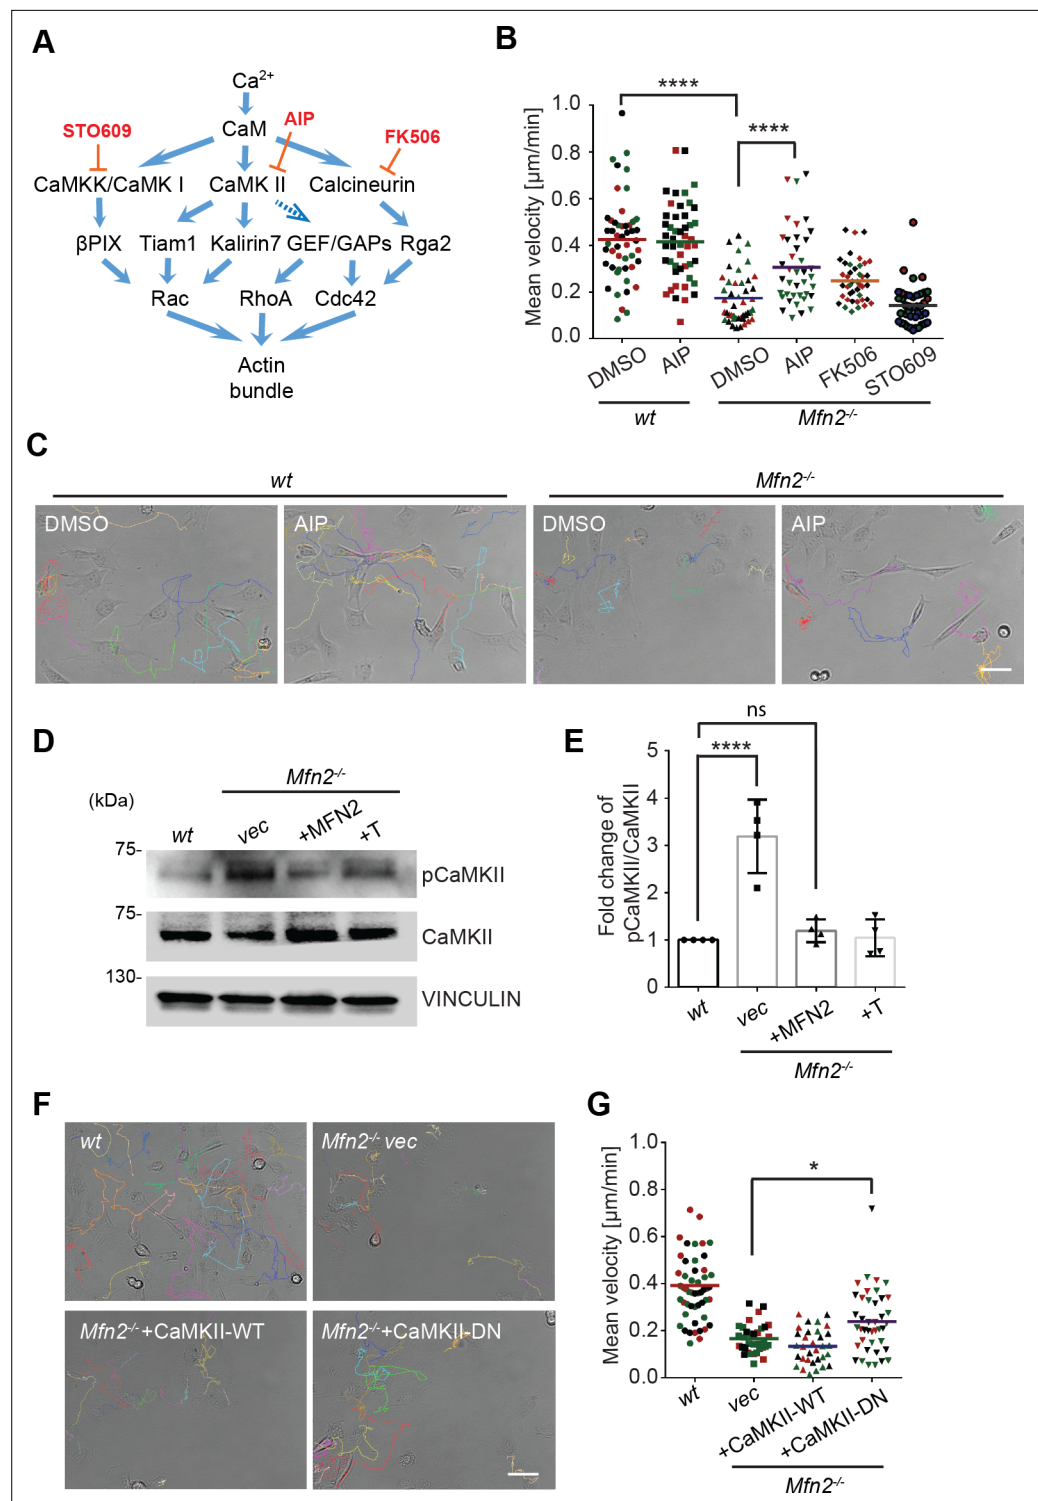 A
Ca2+
STO609
AIP
CaM
FK506
CaMKK/CaMK I
CaMK II
Calcineurin
βPIX
Tiam1
Kalirin7
GEF/GAPs
Rga2
Rac
RhoA
Cdc42
Actin
bundle
B
Mean velocity [µm/min]
1.0
0.8
0.6
0.4
0.2
0.0
****
****
DMSO
AIP
DMSO
AIP
FK506
STO609
wt
Mfn2-/-
C
wt
Mfn2-/-
DMSO
AIP
DMSO
AIP
D
Mfn2-/-
(kDa)
wt
vec
+MFN2
+T
75-
pCaMKII
75-
CaMKII
130-
VINCULIN
E
ns
****
Fold change of
pCaMKII/CaMKII
5
4
3
2
1
0
wt
vec
+MFN2
+T
Mfn2-/-
F
wt
Mfn2-/- vec
Mfn2-/-+CaMKII-WT
Mfn2-/-+CaMKII-DN
G
Mean velocity [µm/min]
1.0
0.8
0.6
0.4
0.2
0.0
*
wt
vec
+CaMKII-WT
+CaMKII-DN
Mfn2-/-